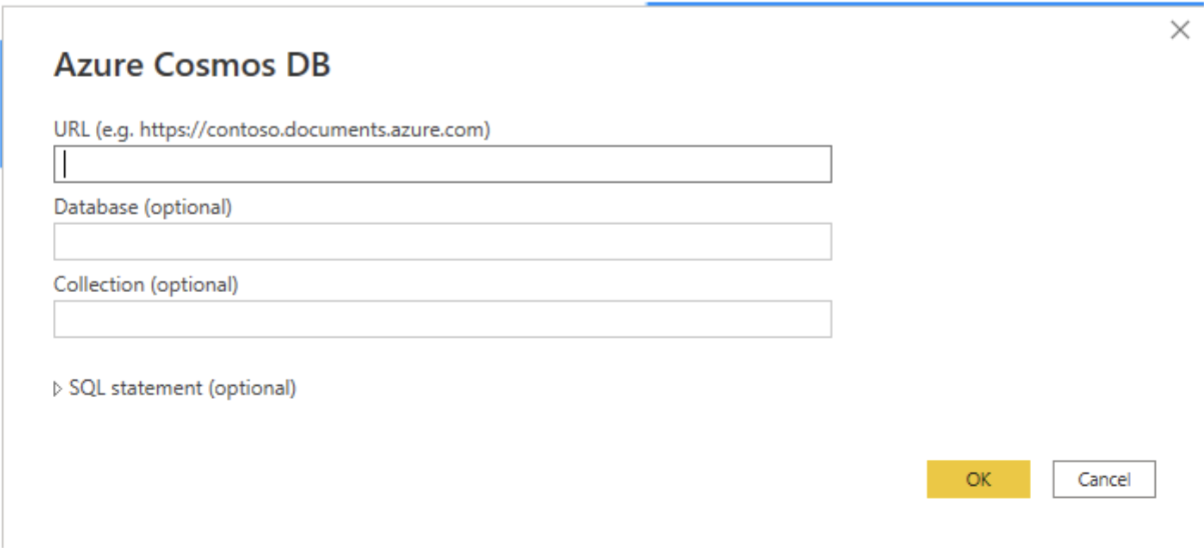 Azure Cosmos DB
URL (e.g. https://contoso.documents.azure.com)
Database (optional)
Collection (optional)
SQL statement (optional)
OK
Cancel